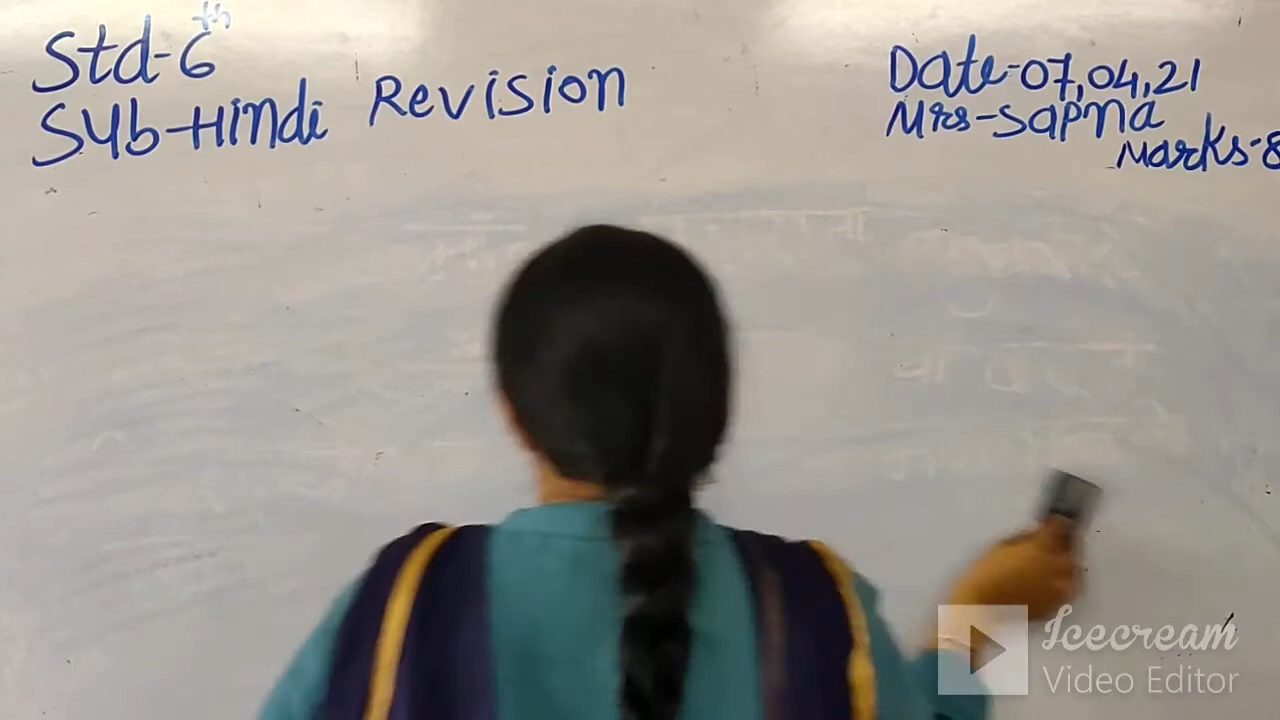 Std-6th
Sub-Hindi Revision
Date-07,04,21
Mrs-Sapna
Marks-8
Icecream
Video Editor